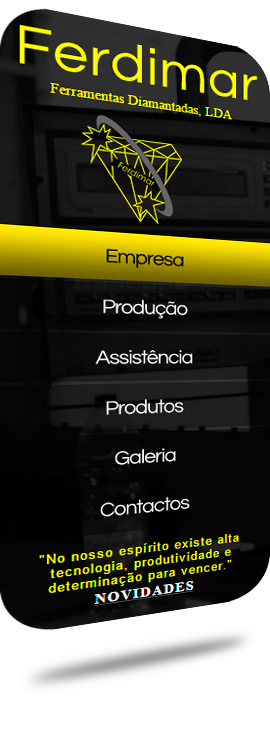 Ferdimar
Ferramentas Diamantadas, LDA
Ferdimar
Empresa
Produção
Assistência
Produtos
Galeria
Contactos
"No nosso espírito existe alta
tecnologia, produtividade e
determinação para vencer."
NOVIDADES